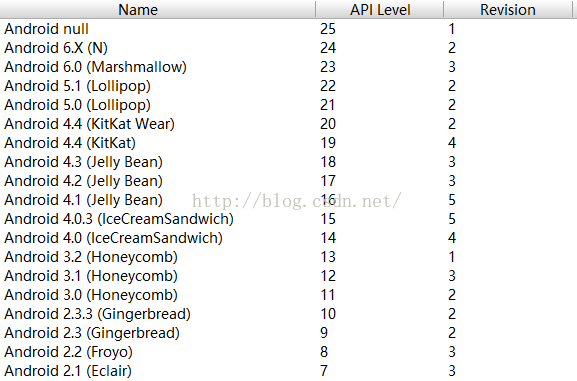 Name API Level Revision
Android null 25 1
Android 6.X (N) 24 2
Android 6.0 (Marshmallow) 23 3
Android 5.1 (Lollipop) 22 2
Android 5.0 (Lollipop) 21 2
Android 4.4 (KitKat Wear) 20 2
Android 4.4 (KitKat) 19 4
Android 4.3 (Jelly Bean) 18 3
Android 4.2 (Jelly Bean) 17 3
Android 4.1 (Jelly Bean) 16 5
http://blog.csdn.net/
Android 4.0.3 (IceCreamSandwich) 15 5
Android 4.0 (IceCreamSandwich) 14 4
Android 3.2 (Honeycomb) 13 1
Android 3.1 (Honeycomb) 12 3
Android 3.0 (Honeycomb) 11 2
Android 2.3.3 (Gingerbread) 10 2
Android 2.3 (Gingerbread) 9 2
Android 2.2 (Froyo) 8 3
Android 2.1 (Eclair) 7 3